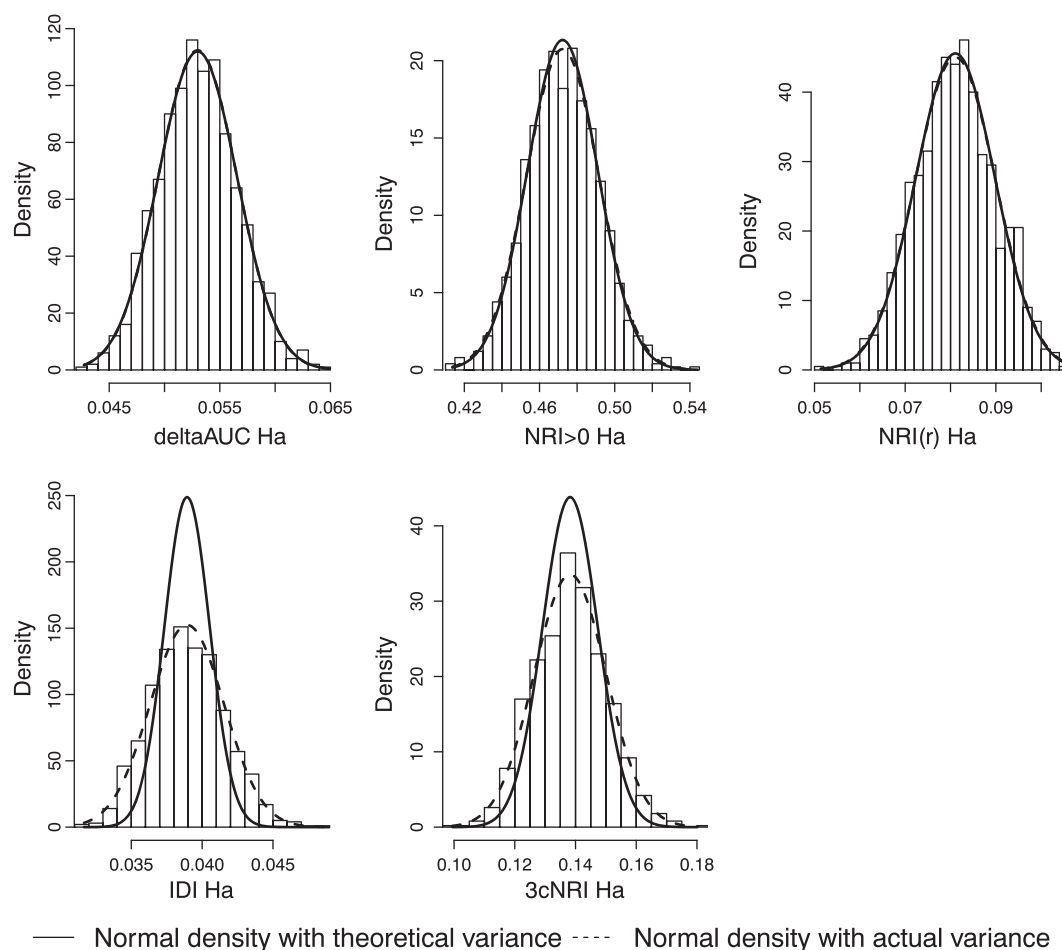 Density
0 20 40 60 80 100 120
0.045 0.055 0.065
deltaAUC Ha
Density
0 5 10 15 20
0.42 0.46 0.50 0.54
NRI>0 Ha
Density
0 10 20 30 40
0.05 0.07 0.09
NRI(r) Ha
Density
0 50 100 150 200 250
0.035 0.040 0.045
IDI Ha
Density
0 10 20 30 40
0.10 0.12 0.14 0.16 0.18
3cNRI Ha
Normal density with theoretical variance Normal density with actual variance